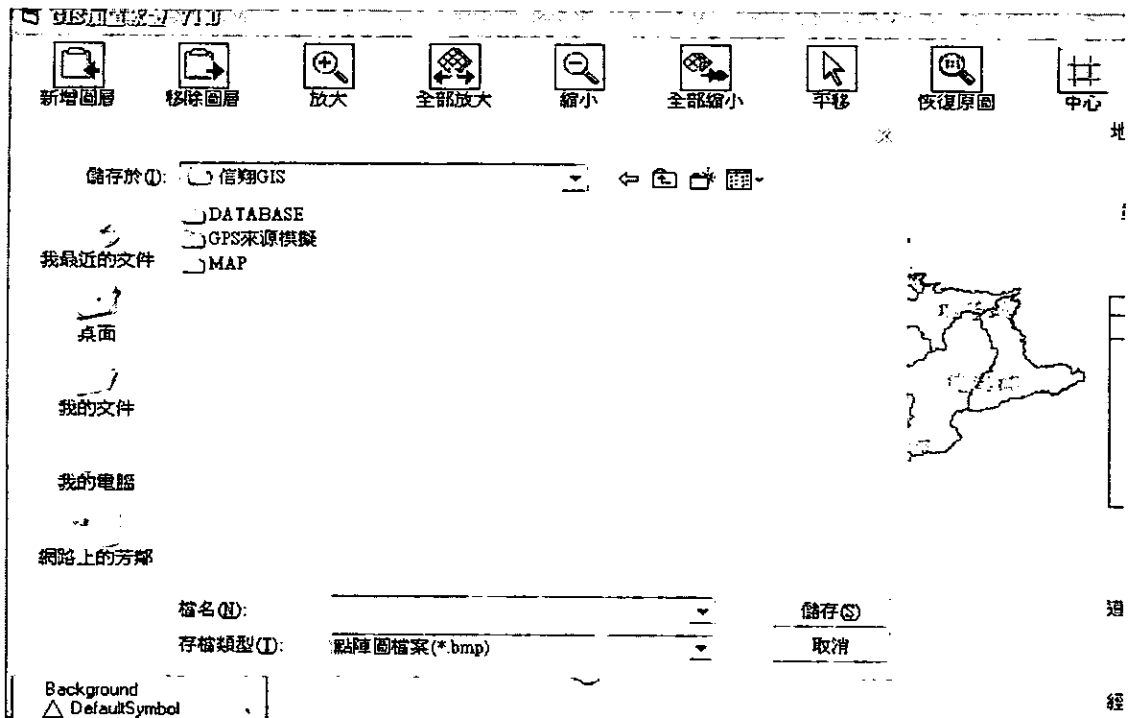 新增圖層 移除圖層 放大 全部放大 縮小 全部縮小 平移 恢復原圖 中心
儲存於(I): 信翔GIS
DATABASE
GPS來源模擬
MAP
我最近的文件
桌面
我的文件
我的電腦
網路上的芳鄰
檔名(N): 儲存(S)
存檔類型(T): 點陣圖檔案(*.bmp) 取消
Background
DefaultSymbol